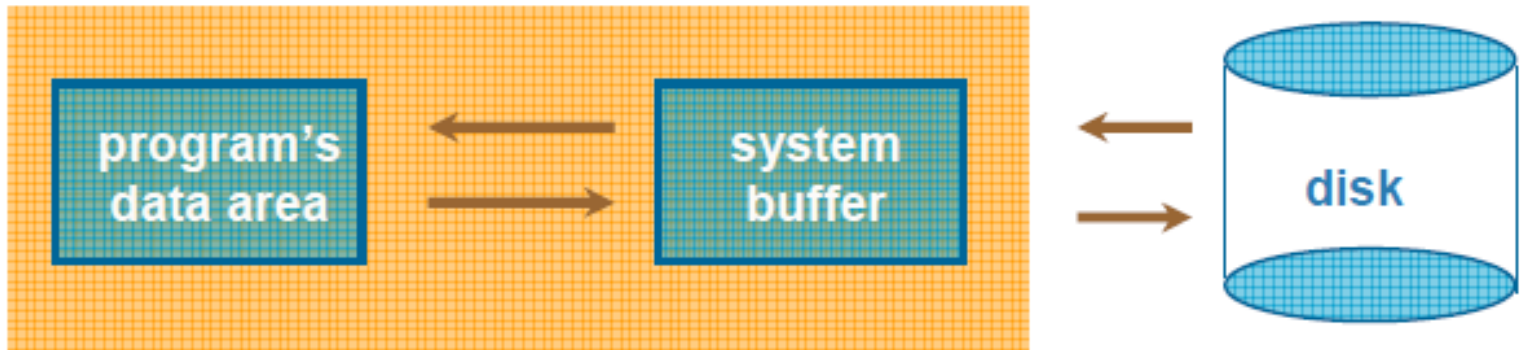 program’s
data area
system
buffer
disk